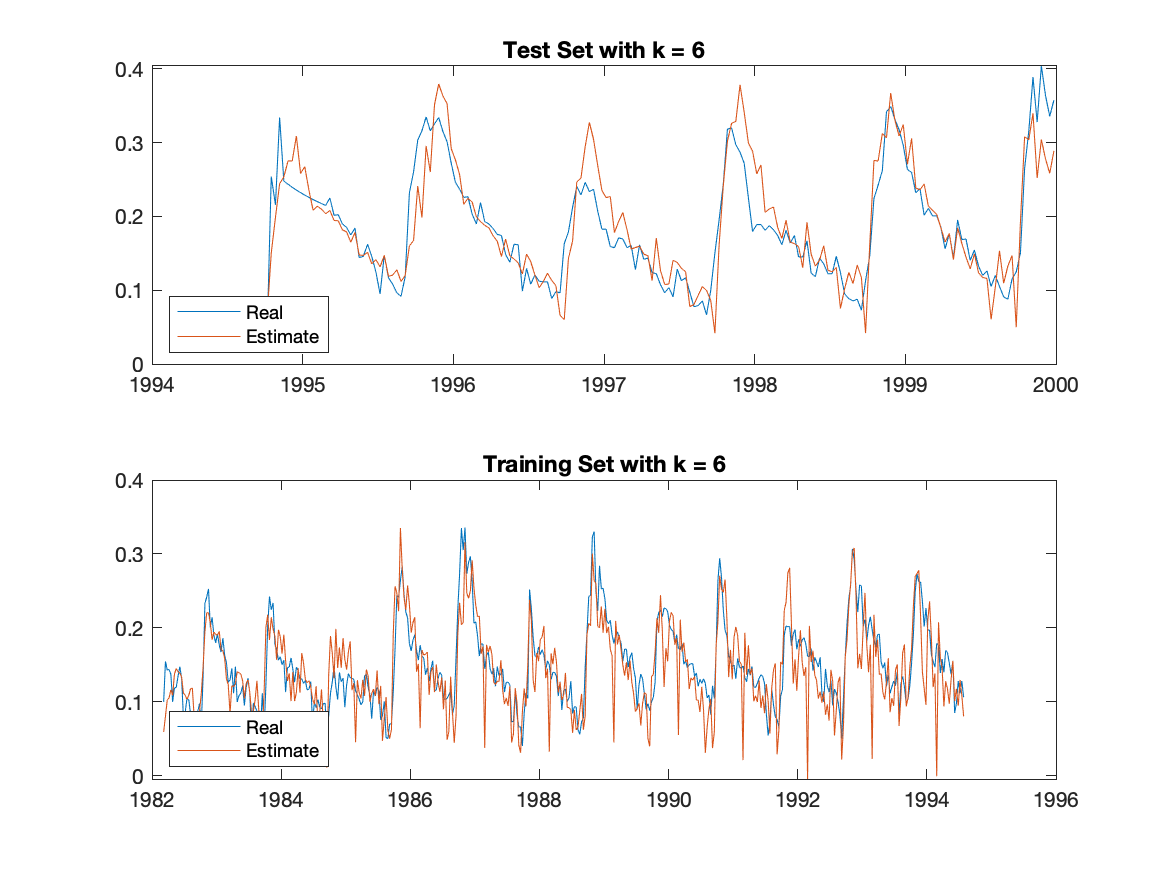 Test Set with k = 6
0.4
0.3
0.2
0.1
0
Real
Estimate
1994 1995 1996 1997 1998 1999 2000
Training Set with k = 6
0.4
0.3
0.2
0.1
0
Real
Estimate
1982 1984 1986 1988 1990 1992 1994 1996